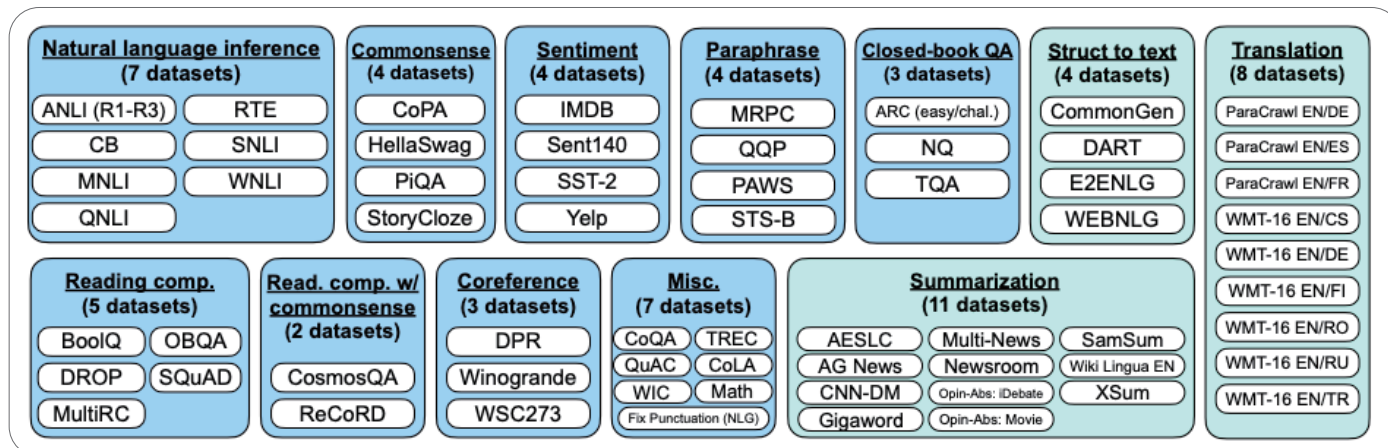 Natural language inference
(7 datasets)
ANLI (R1-R3)
RTE
CB
SNLI
MNLI
WNLI
QNLI
Commonsense
(4 datasets)
CoPA
HellaSwag
PiQA
StoryCloze
Sentiment
(4 datasets)
IMDB
Sent140
SST-2
Yelp
Paraphrase
(4 datasets)
MRPC
QQP
PAWS
STS-B
Closed-book QA
(3 datasets)
ARC (easy/chal.)
NQ
TQA
Struct to text
(4 datasets)
CommonGen
DART
E2ENLG
WEBNLG
Translation
(8 datasets)
ParaCrawl EN/DE
ParaCrawl EN/ES
ParaCrawl EN/FR
WMT-16 EN/CS
WMT-16 EN/DE
WMT-16 EN/FI
WMT-16 EN/RO
WMT-16 EN/RU
WMT-16 EN/TR
Reading comp.
(5 datasets)
BoolQ
OBQA
DROP
SQuAD
MultiRC
Read. comp. w/
commonsense
(2 datasets)
CosmosQA
ReCoRD
Coreference
(3 datasets)
DPR
Winogrande
WSC273
Misc.
(7 datasets)
CoQA
TREC
QuAC
CoLA
WIC
Math
Fix Punctuation (NLG)
Summarization
(11 datasets)
AESLC
Multi-News
SamSum
AG News
Newsroom
Wiki Lingua EN
CNN-DM
Opin-Abs: iDebate
XSum
Gigaword
Opin-Abs: Movie